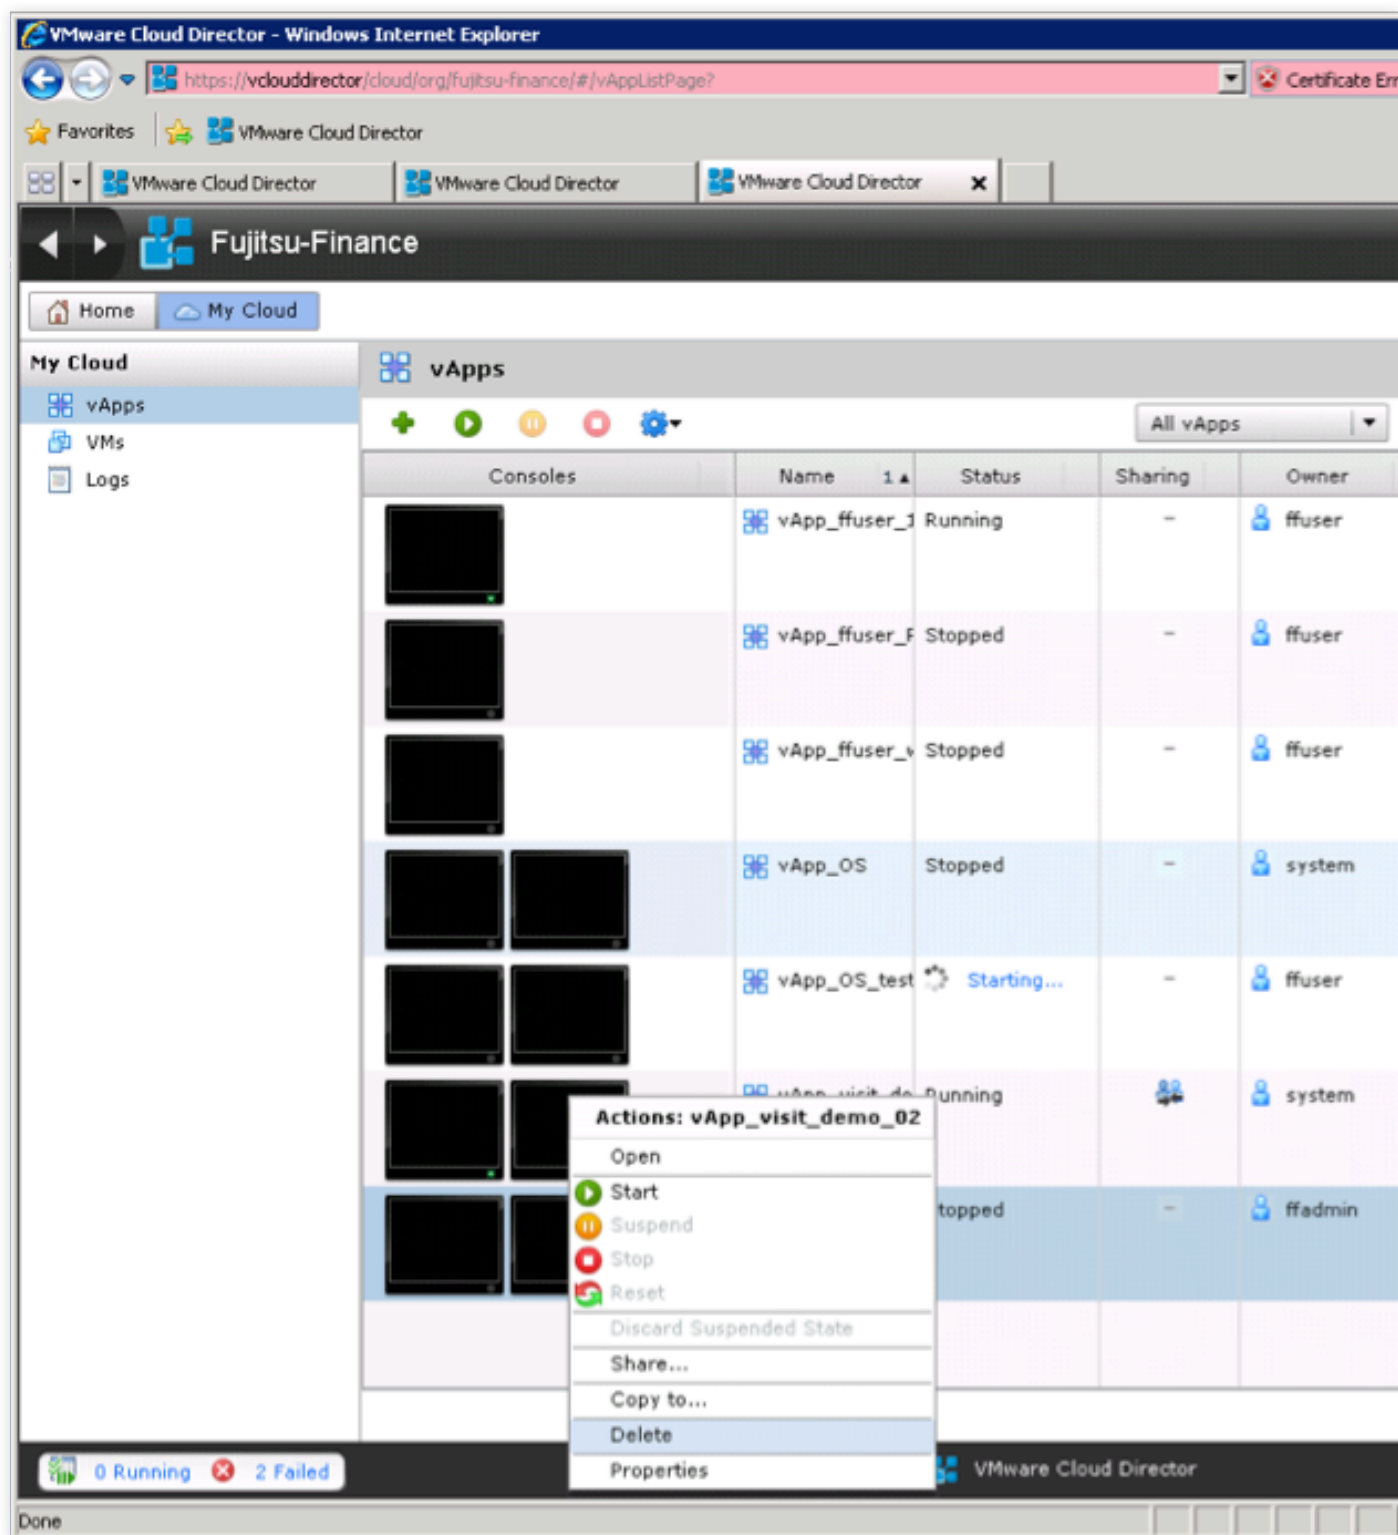 VMware Cloud Director - Windows Internet Explorer
https://vclouddirector/cloud/org/fujitsu-finance/#/vAppListPage? Certificate Err
Favorites VMware Cloud Director
VMware Cloud Director VMware Cloud Director VMware Cloud Director
Fujitsu-Finance
Home My Cloud
My Cloud
vApps
VMs
Logs
vApps
All vApps
Consoles Name 1 Status Sharing Owner
vApp_ffuser_1 Running - ffuser
vApp_ffuser_F Stopped - ffuser
vApp_ffuser_v Stopped - ffuser
vApp_OS Stopped - system
vApp_OS_test Starting... - ffuser
vApp_visit_do Running system
topped - ffadmin
Actions: vApp_visit_demo_02
Open
Start
Suspend
Stop
Reset
Discard Suspended State
Share...
Copy to...
Delete
Properties
0 Running 2 Failed VMware Cloud Director
Done